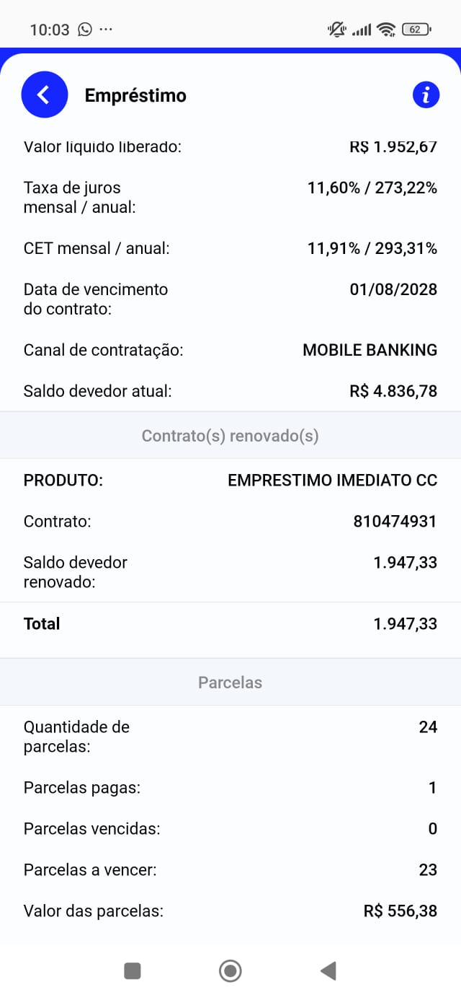 10:03
62
Empréstimo
Valor líquido liberado: R$ 1.952,67
Taxa de juros
mensal / anual: 11,60% / 273,22%
CET mensal / anual: 11,91% / 293,31%
Data de vencimento
do contrato: 01/08/2028
Canal de contratação: MOBILE BANKING
Saldo devedor atual: R$ 4.836,78
Contrato(s) renovado(s)
PRODUTO: EMPRESTIMO IMEDIATO CC
Contrato: 810474931
Saldo devedor
renovado: 1.947,33
Total 1.947,33
Parcelas
Quantidade de
parcelas: 24
Parcelas pagas: 1
Parcelas vencidas: 0
Parcelas a vencer: 23
Valor das parcelas: R$ 556,38